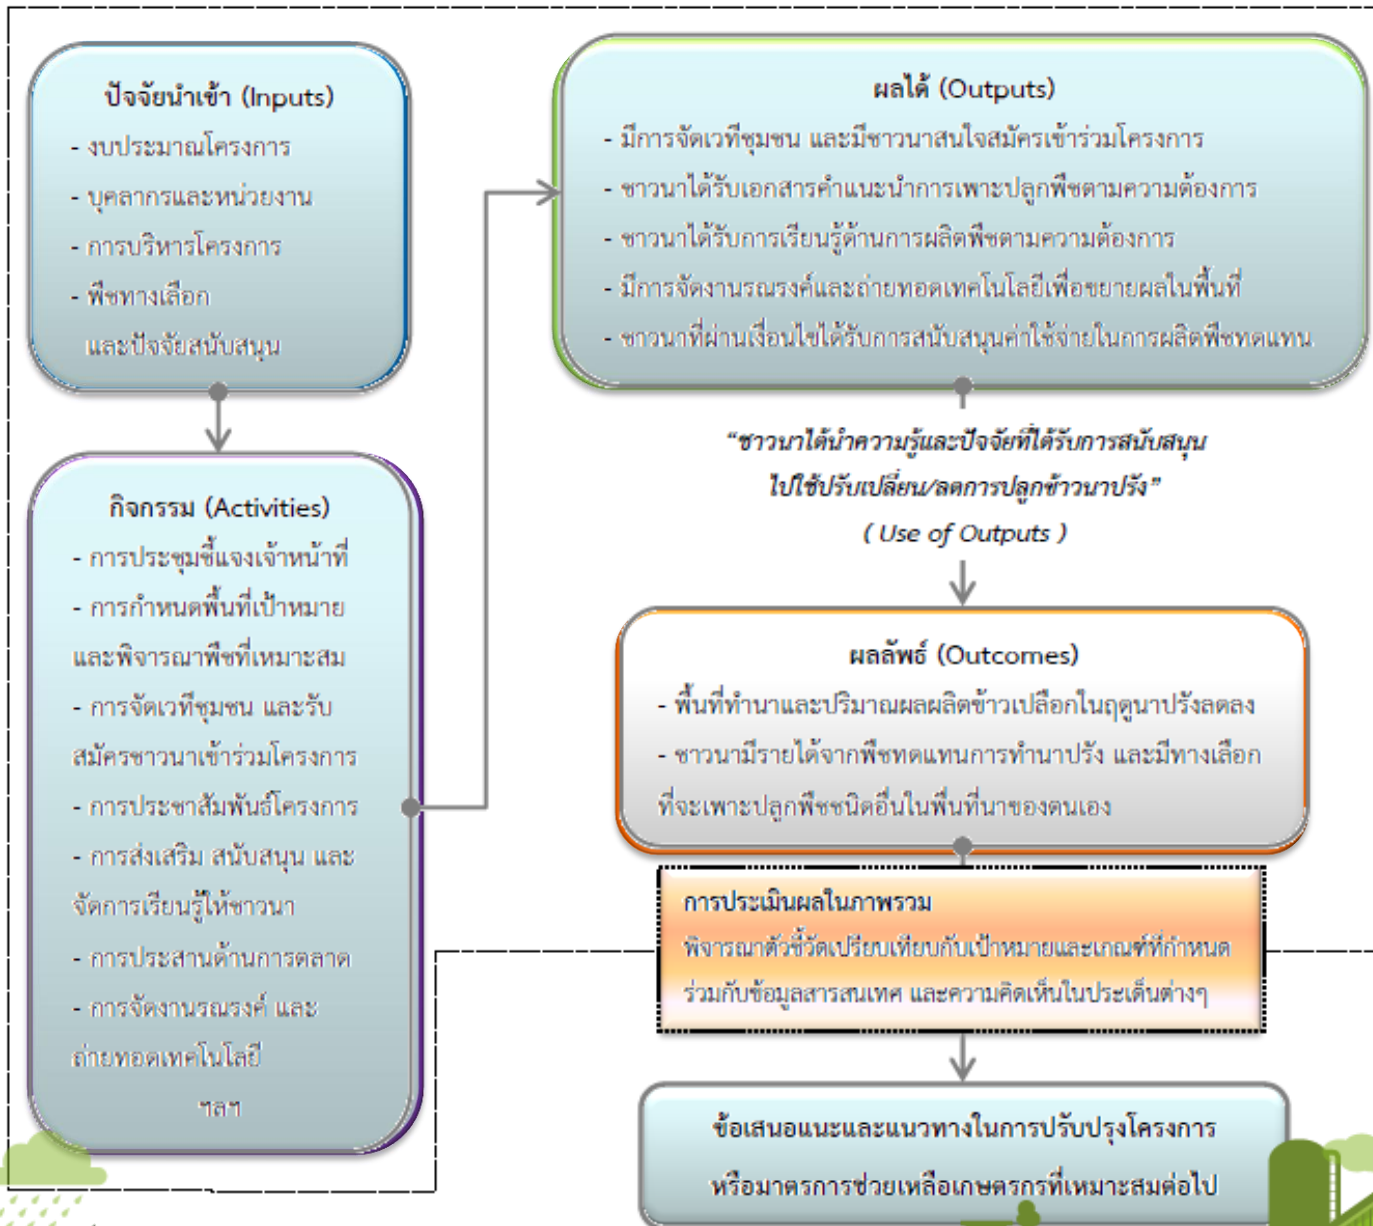 ปัจจัยนำเข้า (Inputs)
- งบประมาณโครงการ
- บุคลากรและหน่วยงาน
- การบริหารโครงการ
- พืชทางเลือก
และปัจจัยสนับสนุน
กิจกรรม (Activities)
- การประชุมชี้แจงเจ้าหน้าที่
- การกำหนดพื้นที่เป้าหมาย
และพิจารณาพืชที่เหมาะสม
- การจัดเวทีชุมชน และรับ
สมัครชาวนาเข้าร่วมโครงการ
- การประชาสัมพันธ์โครงการ
- การส่งเสริม สนับสนุน และ
จัดการเรียนรู้ให้ชาวนา
- การประสานด้านการตลาด
- การจัดงานรณรงค์ และ
ถ่ายทอดเทคโนโลยี
ฯลฯ
ผลได้ (Outputs)
- มีการจัดเวทีชุมชน และมีชาวนาสนใจสมัครเข้าร่วมโครงการ
- ชาวนาได้รับเอกสารคำแนะนำการเพาะปลูกพืชตามความต้องการ
- ชาวนาได้รับการเรียนรู้ด้านการผลิตพืชตามความต้องการ
- มีการจัดงานรณรงค์และถ่ายทอดเทคโนโลยีเพื่อขยายผลในพื้นที่
- ชาวนาที่ผ่านเงื่อนไขได้รับการสนับสนุนค่าใช้จ่ายในการผลิตพืชทดแทน
“ชาวนาได้นำความรู้และปัจจัยที่ได้รับการสนับสนุน
ไปใช้ปรับเปลี่ยน/ลดการปลูกข้าวนาปรัง”
( Use of Outputs )
ผลลัพธ์ (Outcomes)
- พื้นที่ทำนาและปริมาณผลผลิตข้าวเปลือกในฤดูนาปรังลดลง
- ชาวนามีรายได้จากพืชทดแทนการทำนาปรัง และมีทางเลือก
ที่จะเพาะปลูกพืชชนิดอื่นในพื้นที่นาของตนเอง
การประเมินผลในภาพรวม
พิจารณาตัวชี้วัดเปรียบเทียบกับเป้าหมายและเกณฑ์ที่กำหนด
ร่วมกับข้อมูลสารสนเทศ และความคิดเห็นในประเด็นต่างๆ
ข้อเสนอแนะและแนวทางในการปรับปรุงโครงการ
หรือมาตรการช่วยเหลือเกษตรกรที่เหมาะสมต่อไป